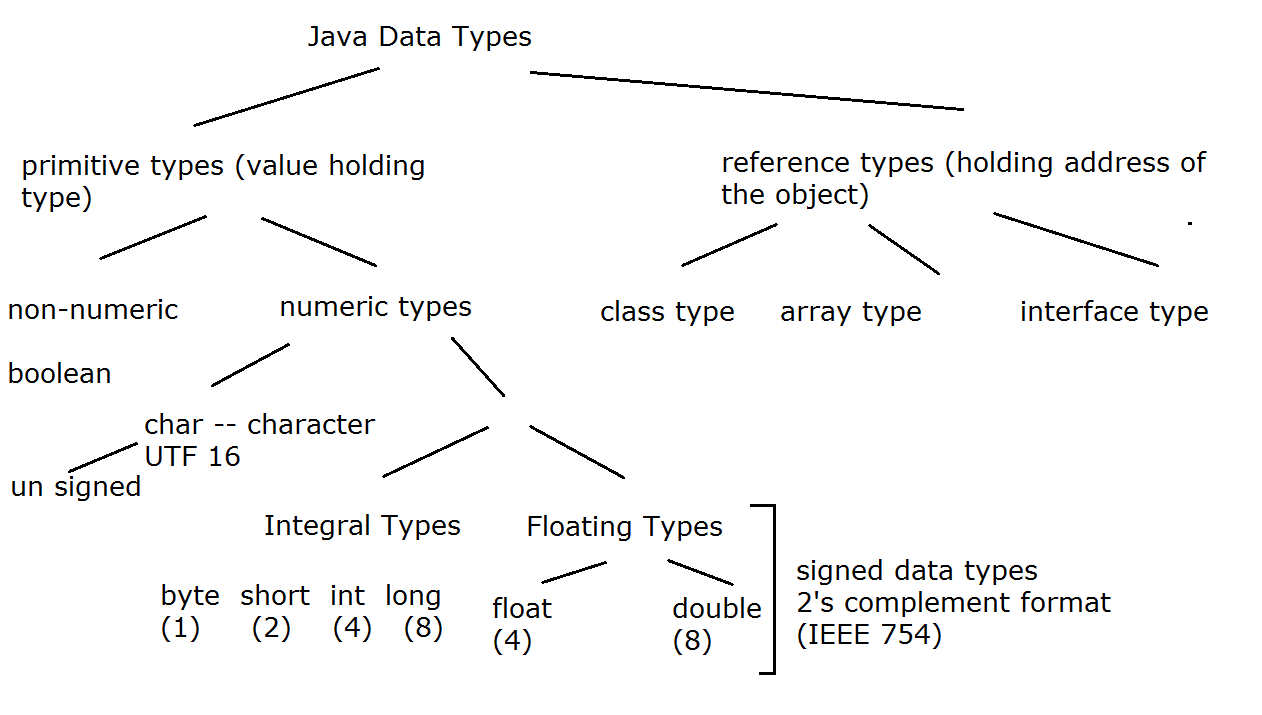 Java Data Types
primitive types (value holding
type)
reference types (holding address of
the object)
non-numeric
numeric types
class type
array type
interface type
boolean
char -- character
UTF 16
un signed
Integral Types
Floating Types
byte short int long
(1) (2) (4) (8)
float
(4)
double
(8)
signed data types
2's complement format
(IEEE 754)